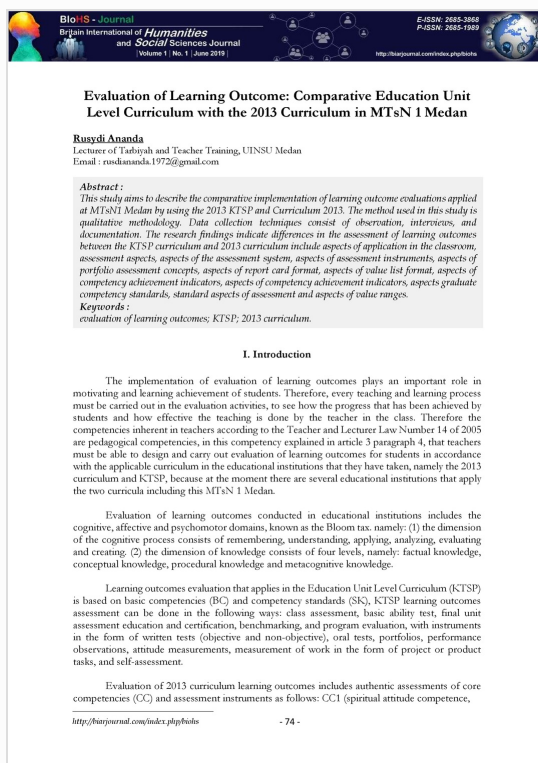 BIoHS - Journal
Britain International of Humanities
and Social Sciences Journal
| Volume 1 | No. 1 | June 2019 |
E-ISSN: 2685-3868
P-ISSN: 2685-1989
http://biarjournal.com/index.php/biohs
Evaluation of Learning Outcome: Comparative Education Unit
Level Curriculum with the 2013 Curriculum in MTsN 1 Medan
Rusydi Ananda
Lecturer of Tarbiyah and Teacher Training, UINSU Medan
Email : rusdiananda.1972@gmail.com
Abstract :
This study aims to describe the comparative implementation of learning outcome evaluations applied
at MTsN1 Medan by using the 2013 KTSP and Curriculum 2013. The method used in this study is
qualitative methodology. Data collection techniques consist of observation, interviews, and
documentation. The research findings indicate differences in the assessment of learning outcomes
between the KTSP curriculum and 2013 curriculum include aspects of application in the classroom,
assessment aspects, aspects of the assessment system, aspects of assessment instruments, aspects of
portfolio assessment concepts, aspects of report card format, aspects of value list format, aspects of
competency achievement indicators, aspects of competency achievement indicators, aspects graduate
competency standards, standard aspects of assessment and aspects of value ranges.
Keywords :
evaluation of learning outcomes; KTSP; 2013 curriculum.
I. Introduction
The implementation of evaluation of learning outcomes plays an important role in
motivating and learning achievement of students. Therefore, every teaching and learning process
must be carried out in the evaluation activities, to see how the progress that has been achieved by
students and how effective the teaching is done by the teacher in the class. Therefore the
competencies inherent in teachers according to the Teacher and Lecturer Law Number 14 of 2005
are pedagogical competencies, in this competency explained in article 3 paragraph 4, that teachers
must be able to design and carry out evaluation of learning outcomes for students in accordance
with the applicable curriculum in the educational institutions that they have taken, namely the 2013
curriculum and KTSP, because at the moment there are several educational institutions that apply
the two curricula including this MTsN 1 Medan.
Evaluation of learning outcomes conducted in educational institutions includes the
cognitive, affective and psychomotor domains, known as the Bloom tax. namely: (1) the dimension
of the cognitive process consists of remembering, understanding, applying, analyzing, evaluating
and creating. (2) the dimension of knowledge consists of four levels, namely: factual knowledge,
conceptual knowledge, procedural knowledge and metacognitive knowledge.
Learning outcomes evaluation that applies in the Education Unit Level Curriculum (KTSP)
is based on basic competencies (BC) and competency standards (SK), KTSP learning outcomes
assessment can be done in the following ways: class assessment, basic ability test, final unit
assessment education and certification, benchmarking, and program evaluation, with instruments
in the form of written tests (objective and non-objective), oral tests, portfolios, performance
observations, attitude measurements, measurement of work in the form of project or product
tasks, and self-assessment.
Evaluation of 2013 curriculum learning outcomes includes authentic assessments of core
competencies (CC) and assessment instruments as follows: CC1 (spiritual attitude competence,
http://biarjournal.com/index.php/biohs
- 74 -